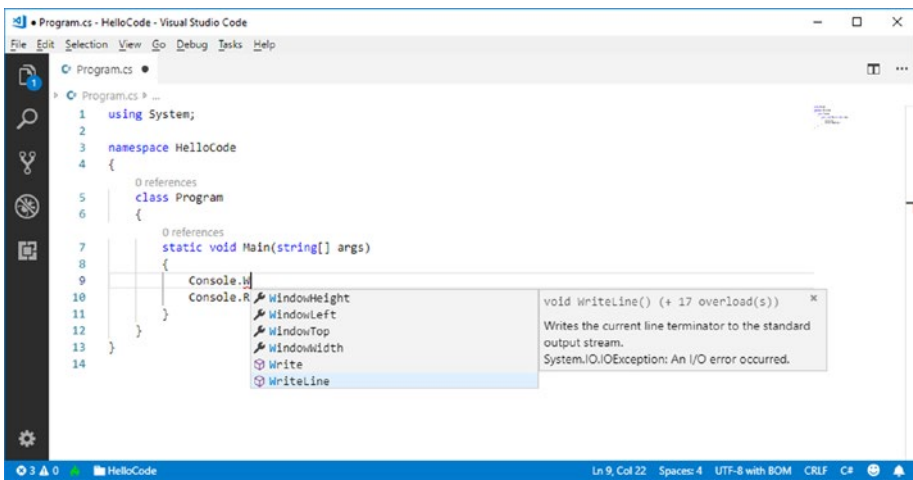 ● Program.cs - HelloCode - Visual Studio Code
File Edit Selection View Go Debug Tasks Help
1
Program.cs ●
Program.cs ...
1 using System;
2
3 namespace HelloCode
4 {
0 references
5 class Program
6 {
0 references
7 static void Main(string[] args)
8 {
9 Console.W
10 Console.R
11 }
12 }
13 }
14
WindowHeight
WindowLeft
WindowTop
WindowWidth
Write
WriteLine
void WriteLine() (+ 17 overload(s))
Writes the current line terminator to the standard
output stream.
System.IO.IOException: An I/O error occurred.
3 0 HelloCode Ln 9, Col 22 Spaces: 4 UTF-8 with BOM CRLF C#